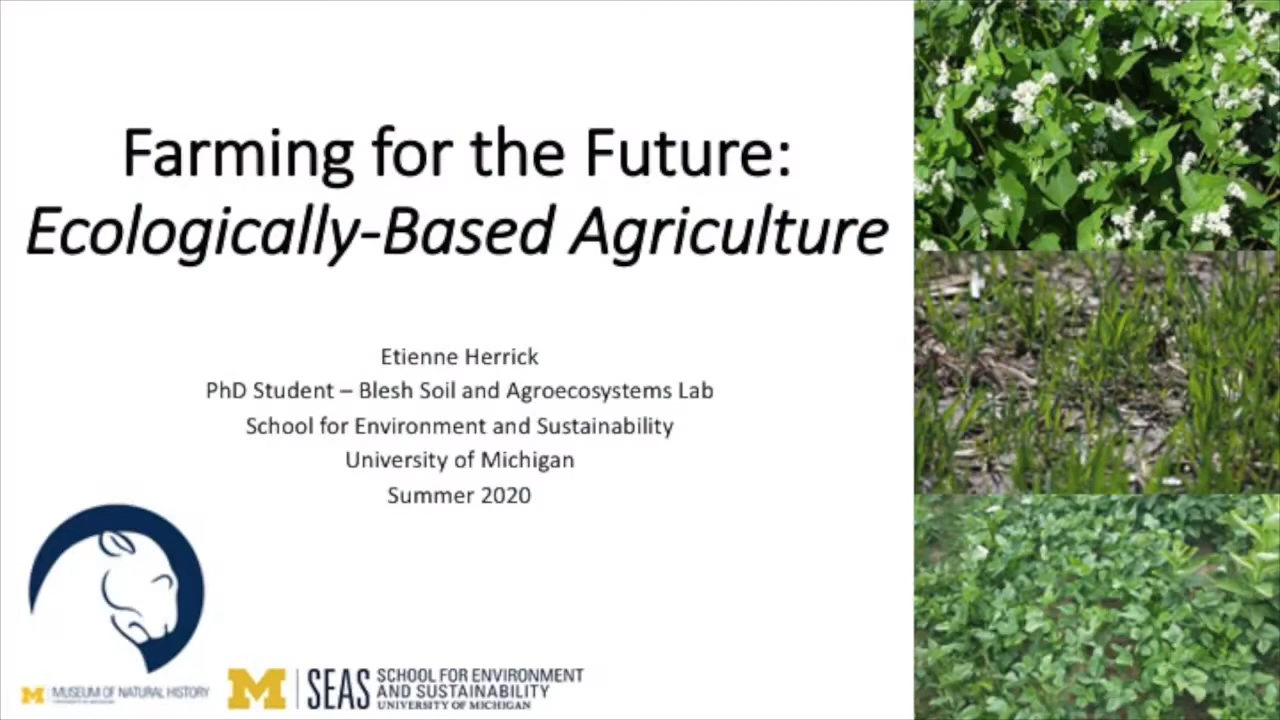 Farming for the Future:
Ecologically-Based Agriculture
Etienne Herrick
PhD Student – Blesh Soil and Agroecosystems Lab
School for Environment and Sustainability
University of Michigan
Summer 2020
M MUSEUM OF NATURAL HISTORY
M SEAS SCHOOL FOR ENVIRONMENT
AND SUSTAINABILITY
UNIVERSITY OF MICHIGAN